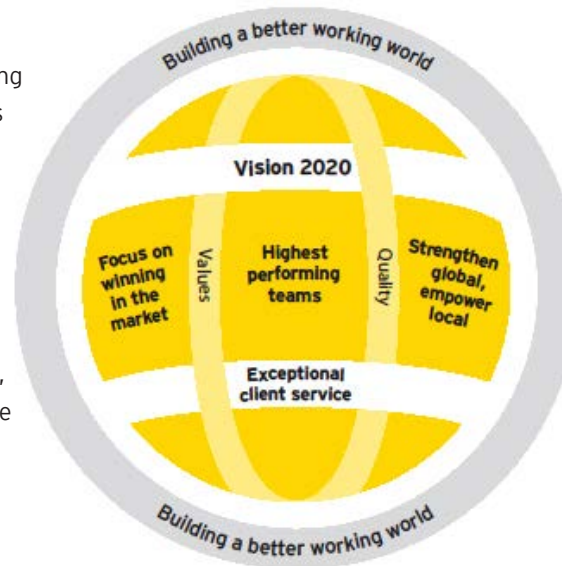 Building a better working world
Vision 2020
Focus on
winning
in the
market
Values
Highest
performing
teams
Quality
Strengthen
global,
empower
local
Exceptional
client service
Building a better working world